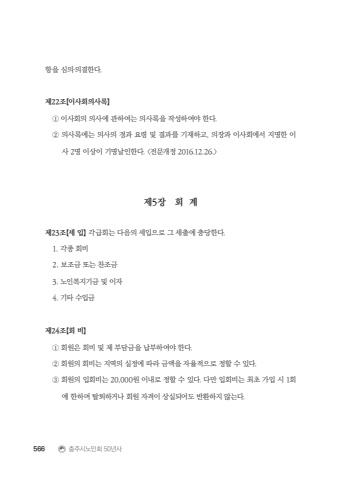 항을 심의·의결한다.
제22조【이사회의사록】
① 이사회의 의사에 관하여는 의사록을 작성하여야 한다.
② 의사록에는 의사의 경과 요령 및 결과를 기재하고, 의장과 이사회에서 지명한 이
사 2명 이상이 기명날인한다. <전문개정 2016.12.26.>
제5장 회 계
제23조【세 입】 각급회는 다음의 세입으로 그 세출에 충당한다.
1. 각종 회비
2. 보조금 또는 찬조금
3. 노인복지기금 및 이자
4. 기타 수입금
제24조【회 비】
① 회원은 회비 및 제 부담금을 납부하여야 한다.
② 회원의 회비는 지역의 실정에 따라 금액을 자율적으로 정할 수 있다.
③ 회원의 입회비는 20,000원 이내로 정할 수 있다. 다만 입회비는 최초 가입 시 1회
에 한하며 탈퇴하거나 회원 자격이 상실되어도 반환하지 않는다.
566 충주시노인회 50년사